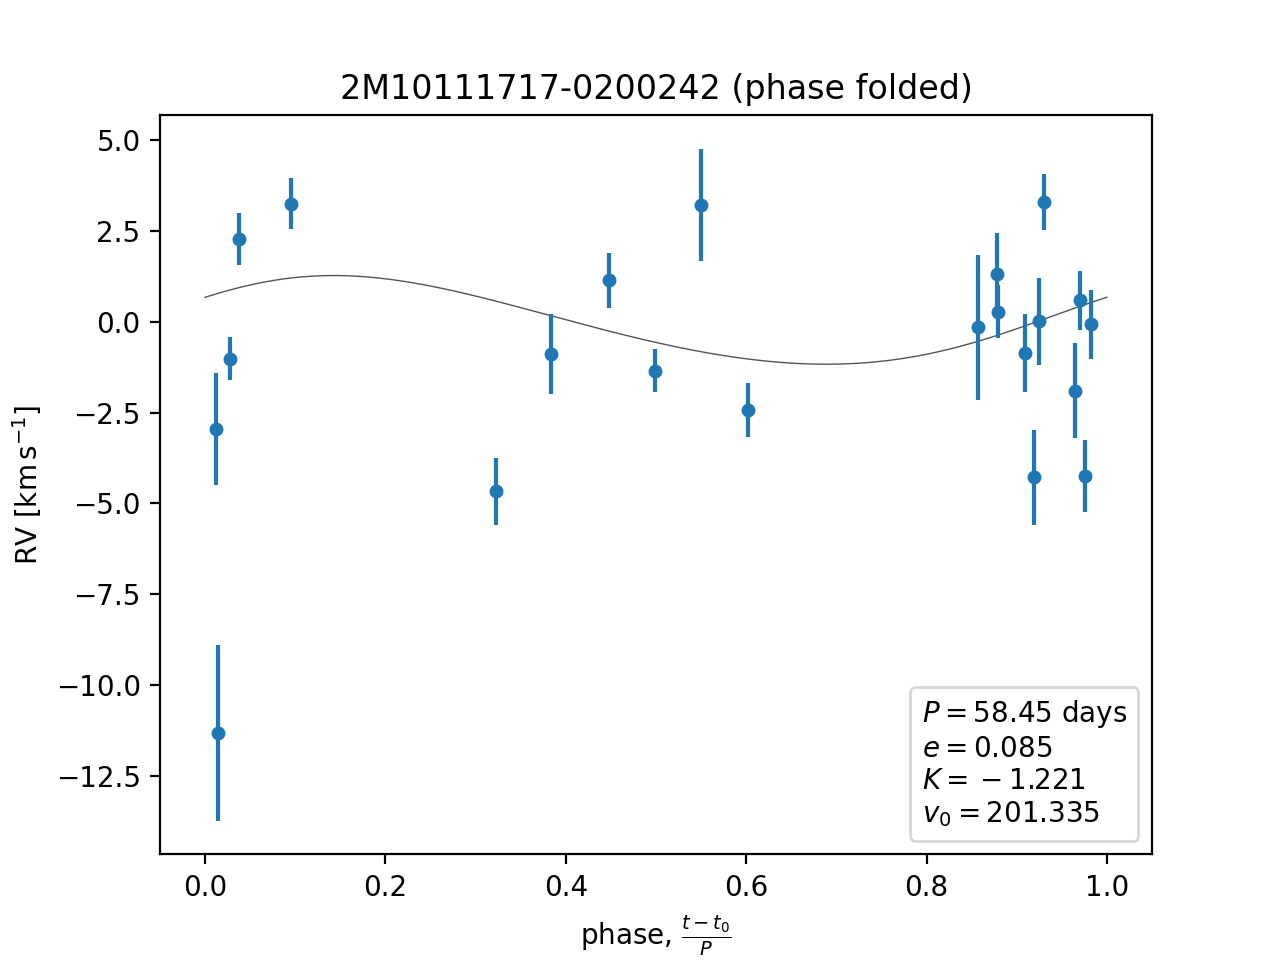 2M10111717-0200242 (phase folded)
5.0
2.5
0.0
−2.5
−5.0
−7.5
−10.0
−12.5
RV [km s⁻¹]
P = 58.45 days
e = 0.085
K = −1.221
v₀ = 201.335
0.0 0.2 0.4 0.6 0.8 1.0
phase, (t − t₀)/P